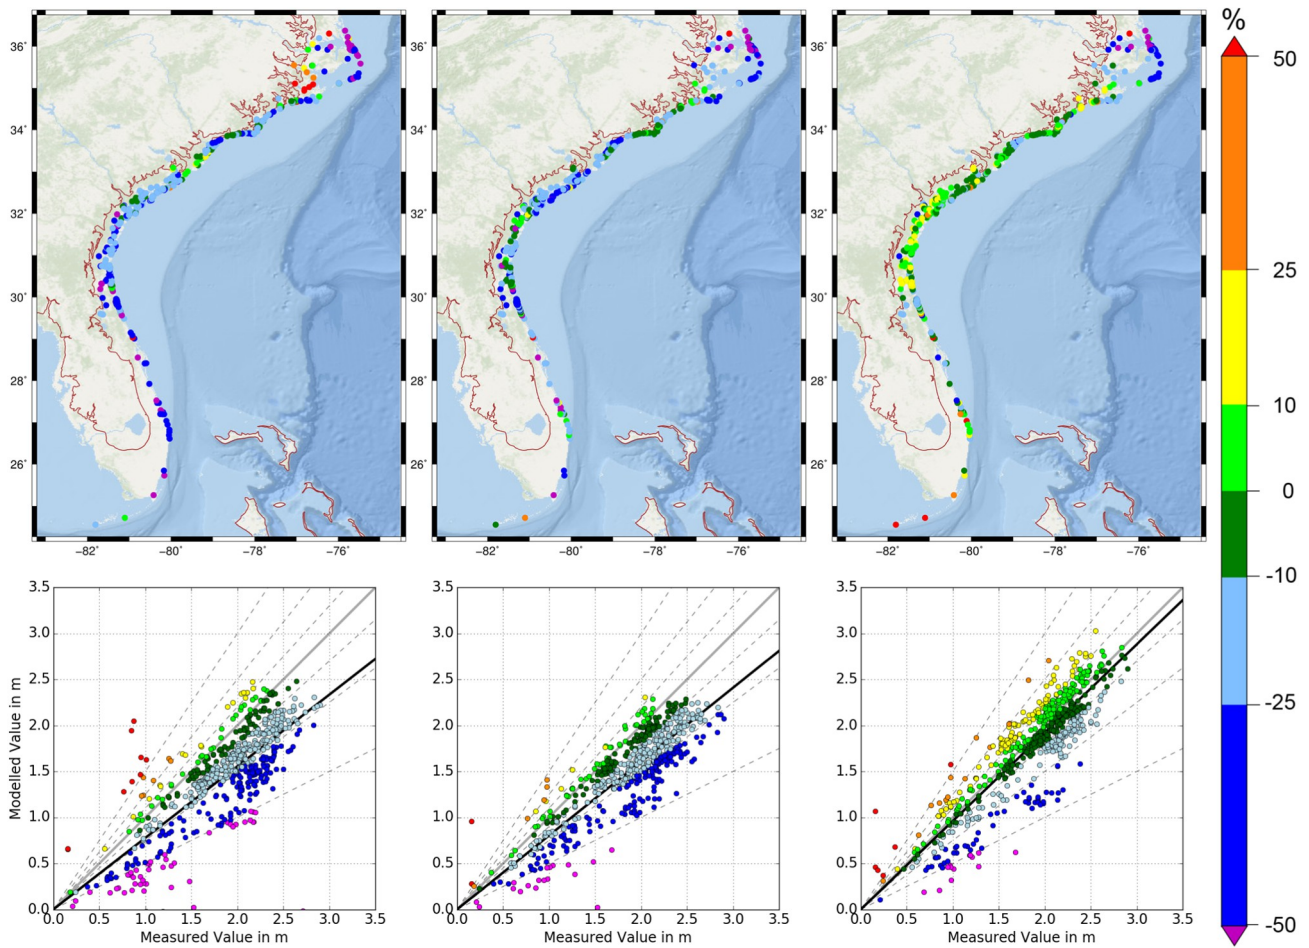 %
36° 36° 36°
50
34° 34° 34°
32° 32° 32°
25
30° 30° 30°
28° 28° 28°
10
26° 26° 26°
0
−82° −80° −78° −76° −82° −80° −78° −76° −82° −80° −78° −76°
-10
3.5 3.5 3.5
3.0 3.0 3.0
2.5 2.5 2.5
-25
2.0 2.0 2.0
Modelled Value in m
1.5 1.5 1.5
1.0 1.0 1.0
0.5 0.5 0.5
0.0 0.0 0.0
-50
0.0 0.5 1.0 1.5 2.0 2.5 3.0 3.5 0.0 0.5 1.0 1.5 2.0 2.5 3.0 3.5 0.0 0.5 1.0 1.5 2.0 2.5 3.0 3.5
Measured Value in m Measured Value in m Measured Value in m